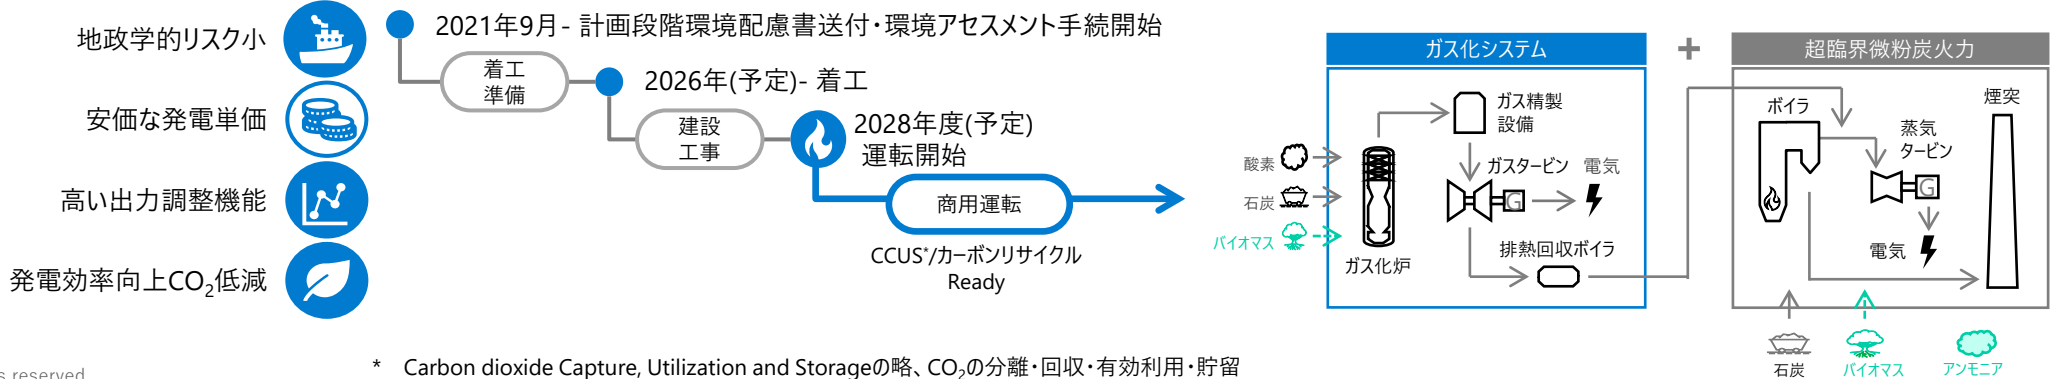 地政学的リスク小
安価な発電単価
高い出力調整機能
発電効率向上CO2低減
2021年9月- 計画段階環境配慮書送付・環境アセスメント手続開始
着工
準備
2026年(予定)- 着工
建設
工事
2028年度(予定)
運転開始
商用運転
CCUS*/カーボンリサイクル
Ready
ガス化システム
酸素
石炭
バイオマス
ガス化炉
ガス精製
設備
ガスタービン
G
電気
排熱回収ボイラ
+
超臨界微粉炭火力
ボイラ
蒸気
タービン
G
電気
煙突
石炭
バイオマス
アンモニア
* Carbon dioxide Capture, Utilization and Storageの略、CO2の分離・回収・有効利用・貯留
s reserved